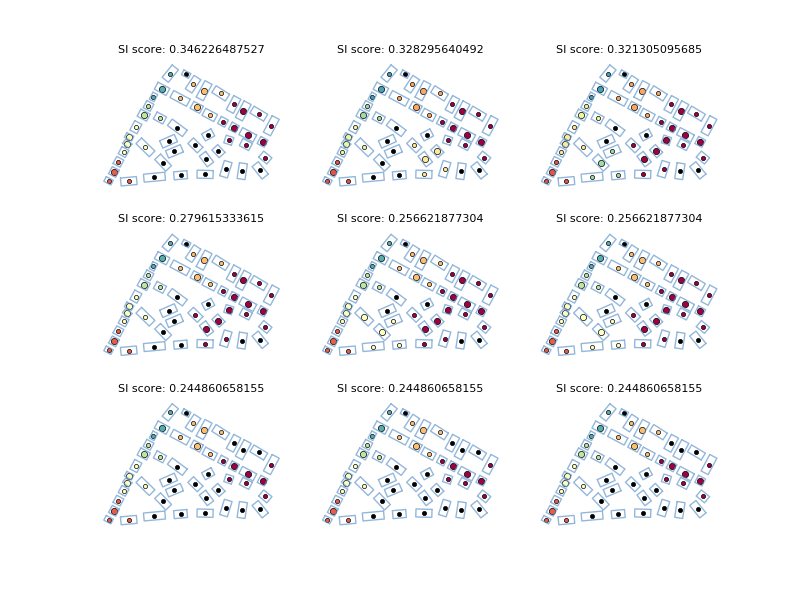 SI score: 0.346226487527
SI score: 0.328295640492
SI score: 0.321305095685
SI score: 0.279615333615
SI score: 0.256621877304
SI score: 0.256621877304
SI score: 0.244860658155
SI score: 0.244860658155
SI score: 0.244860658155